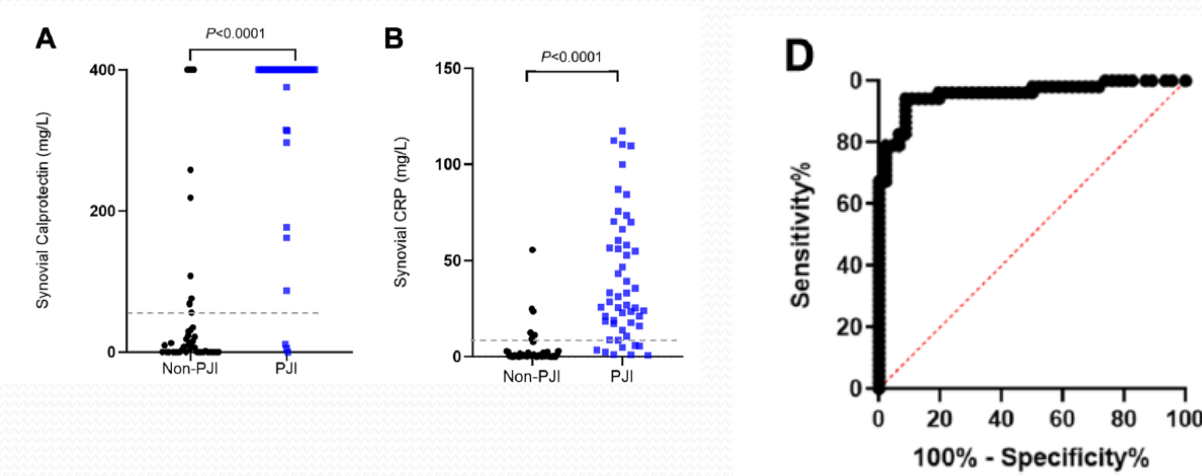 A
P<0.0001
400
200
0
Synovial Calprotectin (mg/L)
Non-PJI
PJI
B
P<0.0001
150
100
50
0
Synovial CRP (mg/L)
Non-PJI
PJI
D
0
80
60
40
20
0
Sensitivity%
0
20
40
60
80
100
100% - Specificity%